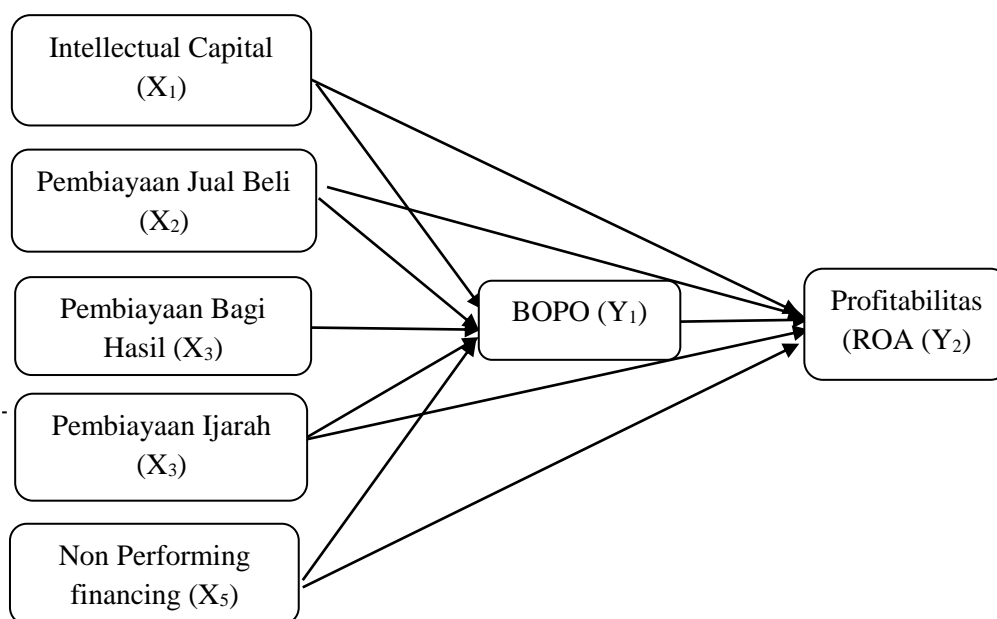 Intellectual Capital
(X₁)
Pembiayaan Jual Beli
(X₂)
Pembiayaan Bagi
Hasil (X₃)
Pembiayaan Ijarah
(X₃)
Non Performing
financing (X₅)
BOPO (Y₁)
Profitabilitas
(ROA (Y₂)